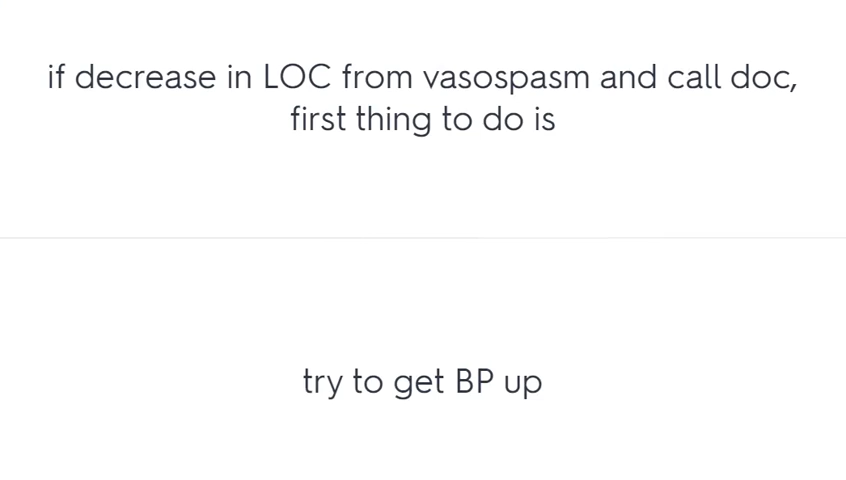 if decrease in LOC from vasospasm and call doc,
first thing to do is
try to get BP up